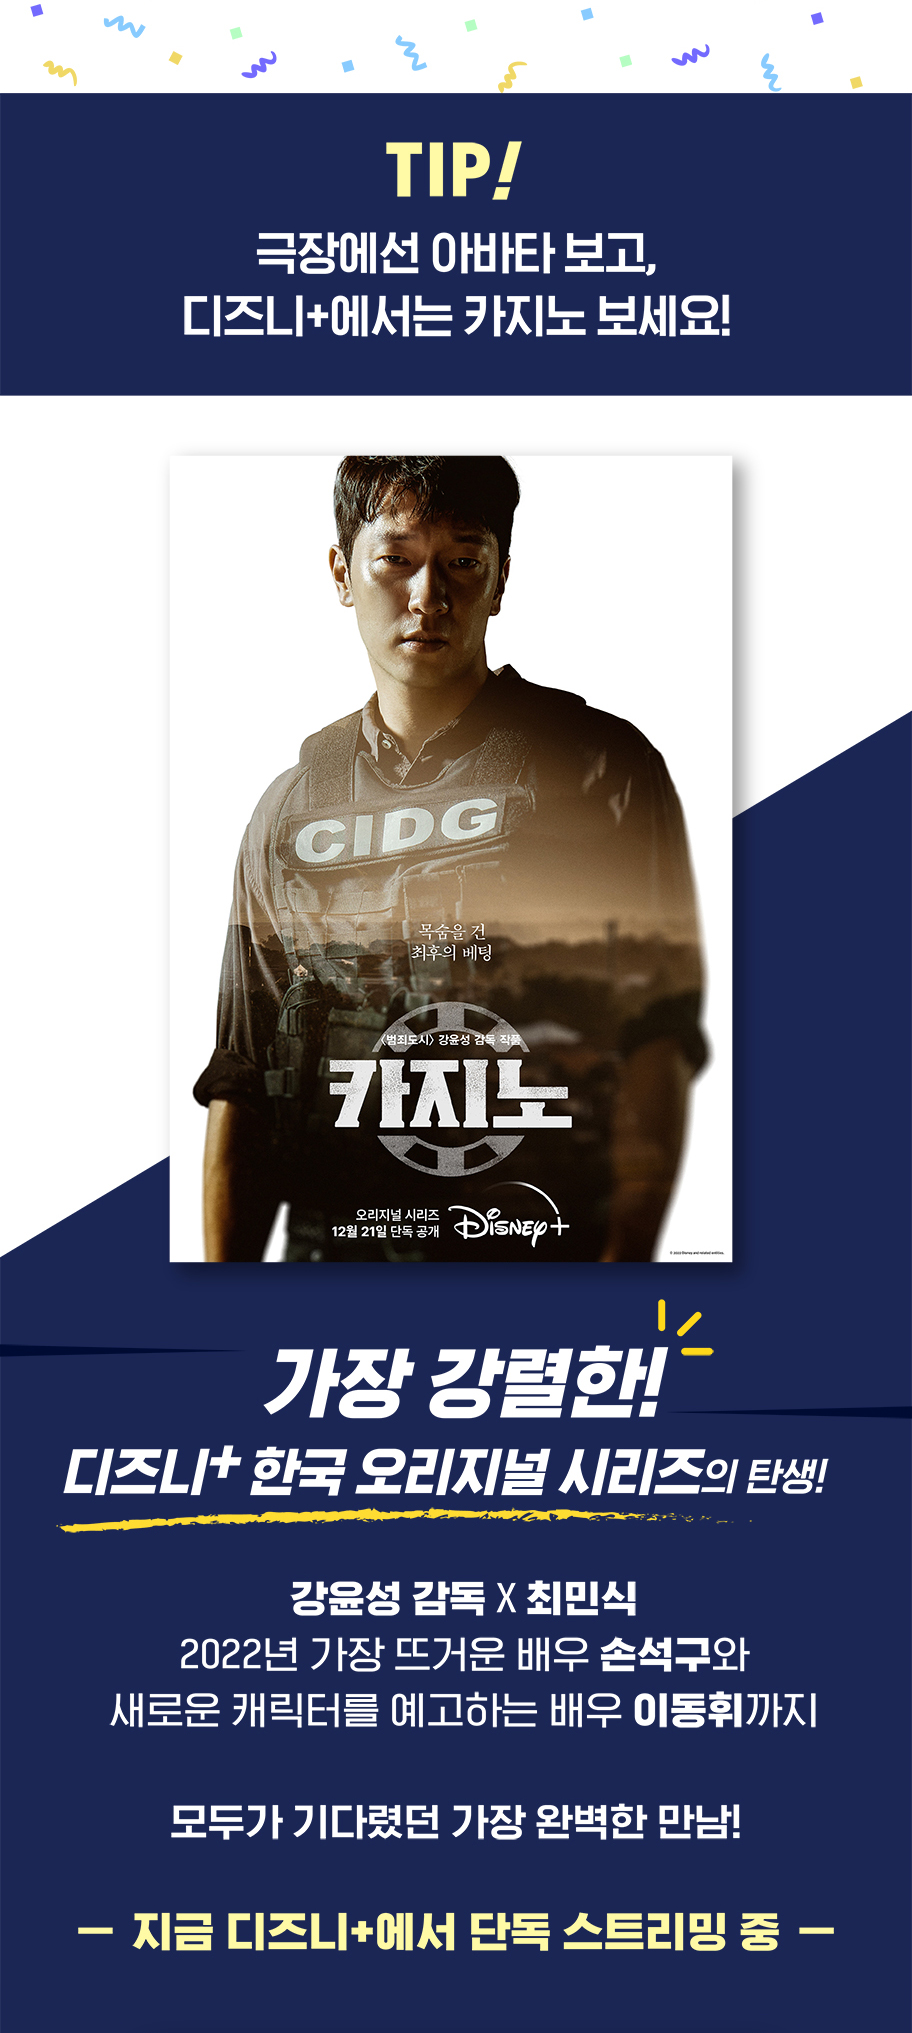 TIP!
극장에선 아바타 보고,
디즈니+에서는 카지노 보세요!
CIDG
목숨을 건
최후의 베팅
<범죄도시> 강윤성 감독 작품
카지노
오리지널 시리즈
12월 21일 단독 공개
Disney+
© 2022 Disney and related entities.
가장 강렬한!
디즈니+ 한국 오리지널 시리즈의 탄생!
강윤성 감독 X 최민식
2022년 가장 뜨거운 배우 손석구와
새로운 캐릭터를 예고하는 배우 이동휘까지
모두가 기다렸던 가장 완벽한 만남!
— 지금 디즈니+에서 단독 스트리밍 중 —